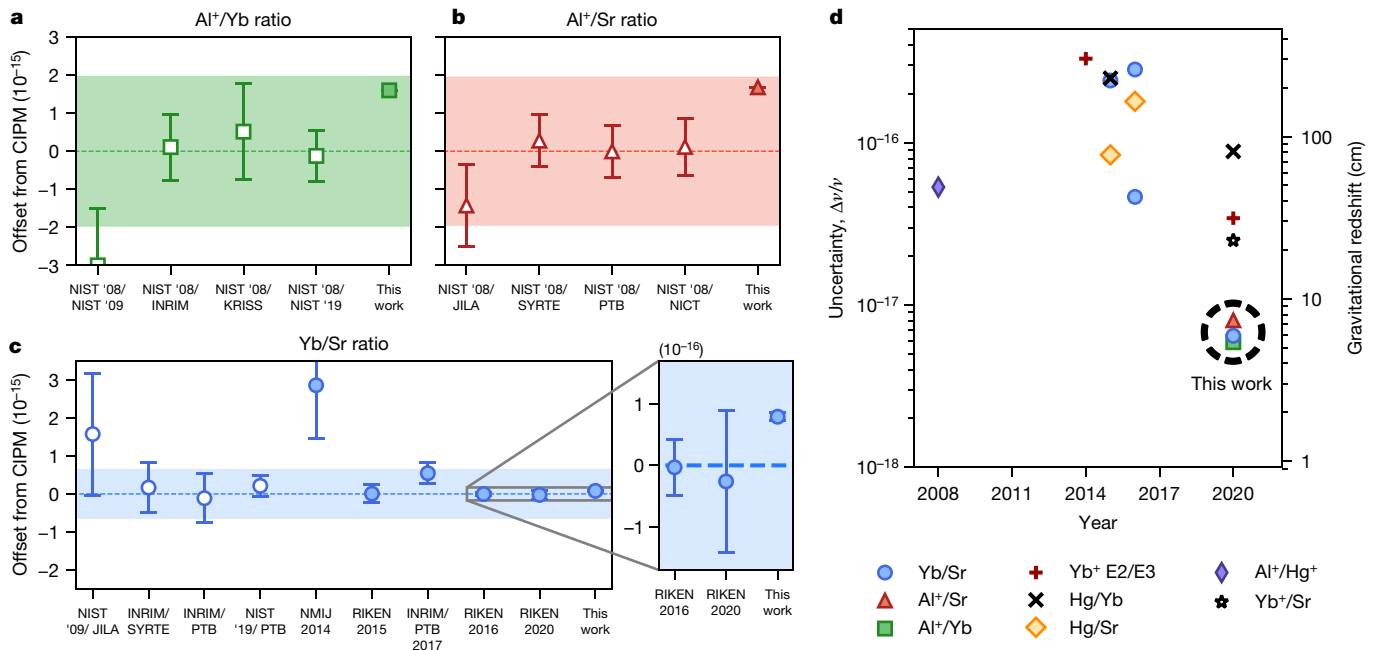 a
Al⁺/Yb ratio
Offset from CIPM (10⁻¹⁵)
3
2
1
0
−1
−2
−3
NIST '08/
NIST '09
NIST '08/
INRIM
NIST '08/
KRISS
NIST '08/
NIST '19
This
work
b
Al⁺/Sr ratio
NIST '08/
JILA
NIST '08/
SYRTE
NIST '08/
PTB
NIST '08/
NICT
This
work
c
Yb/Sr ratio
Offset from CIPM (10⁻¹⁵)
3
2
1
0
−1
−2
NIST
'09/ JILA
INRIM/
SYRTE
INRIM/
PTB
NIST
'19/ PTB
NMIJ
2014
RIKEN
2015
INRIM/
PTB
2017
RIKEN
2016
RIKEN
2020
This
work
(10⁻¹⁶)
1
0
−1
RIKEN
2016
RIKEN
2020
This
work
d
Uncertainty, Δν/ν
10⁻¹⁶
10⁻¹⁷
10⁻¹⁸
Gravitational redshift (cm)
100
10
1
This work
2008
2011
2014
2017
2020
Year
Yb/Sr
Al⁺/Sr
Al⁺/Yb
Yb⁺ E2/E3
Hg/Yb
Hg/Sr
Al⁺/Hg⁺
Yb⁺/Sr